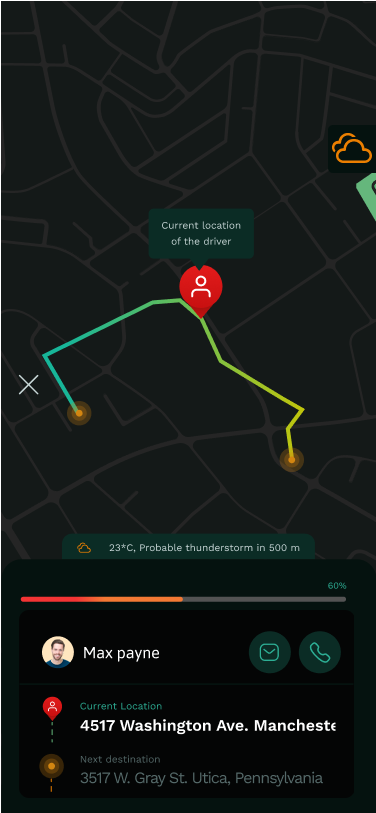 Current location
of the driver
23*C, Probable thunderstorm in 500 m
60%
Max payne
Current Location
4517 Washington Ave. Mancheste
Next destination
3517 W. Gray St. Utica, Pennsylvania